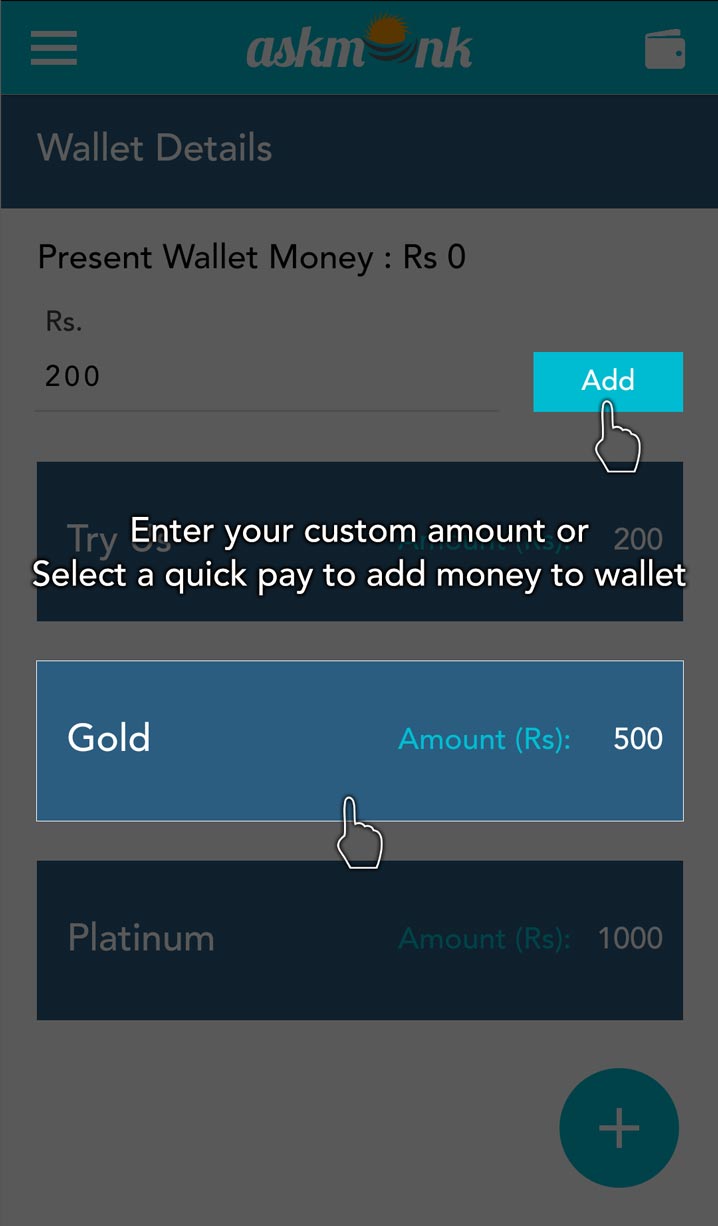 askmonk
Wallet Details
Present Wallet Money : Rs 0
Rs.
200
Add
Try Us Amount (Rs): 200
Enter your custom amount or
Select a quick pay to add money to wallet
Gold Amount (Rs): 500
Platinum Amount (Rs): 1000